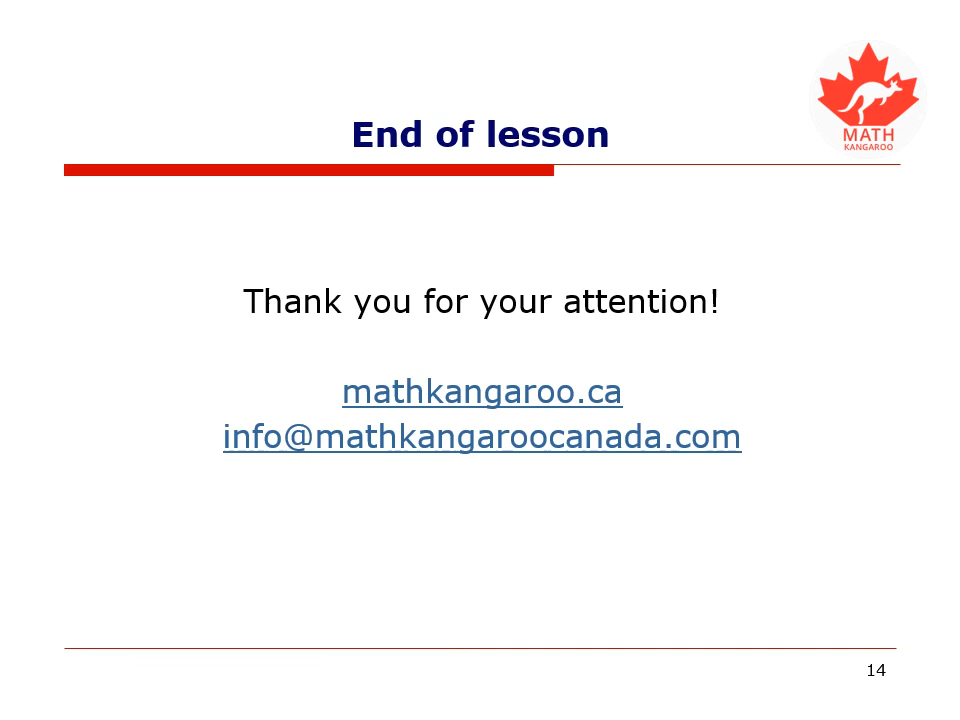 MATH
KANGAROO
End of lesson
Thank you for your attention!
mathkangaroo.ca
info@mathkangaroocanada.com
14